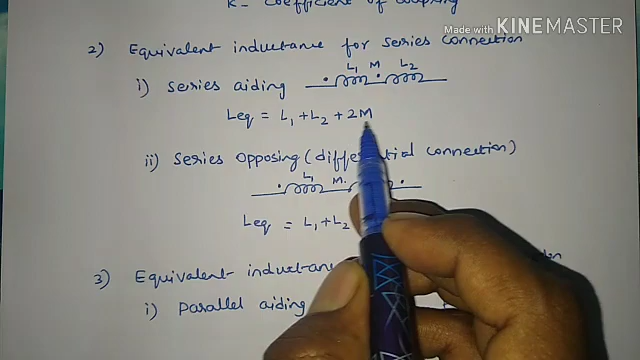 K- Coefficient of coupling
Made with KINEMASTER
2) Equivalent inductance for series connection
L1 M L2
i) Series aiding
Leq = L1 + L2 + 2M
ii) Series opposing (differential connection)
L1 M.
Leq = L1 + L2
3) Equivalent inductance
i) Parallel aiding